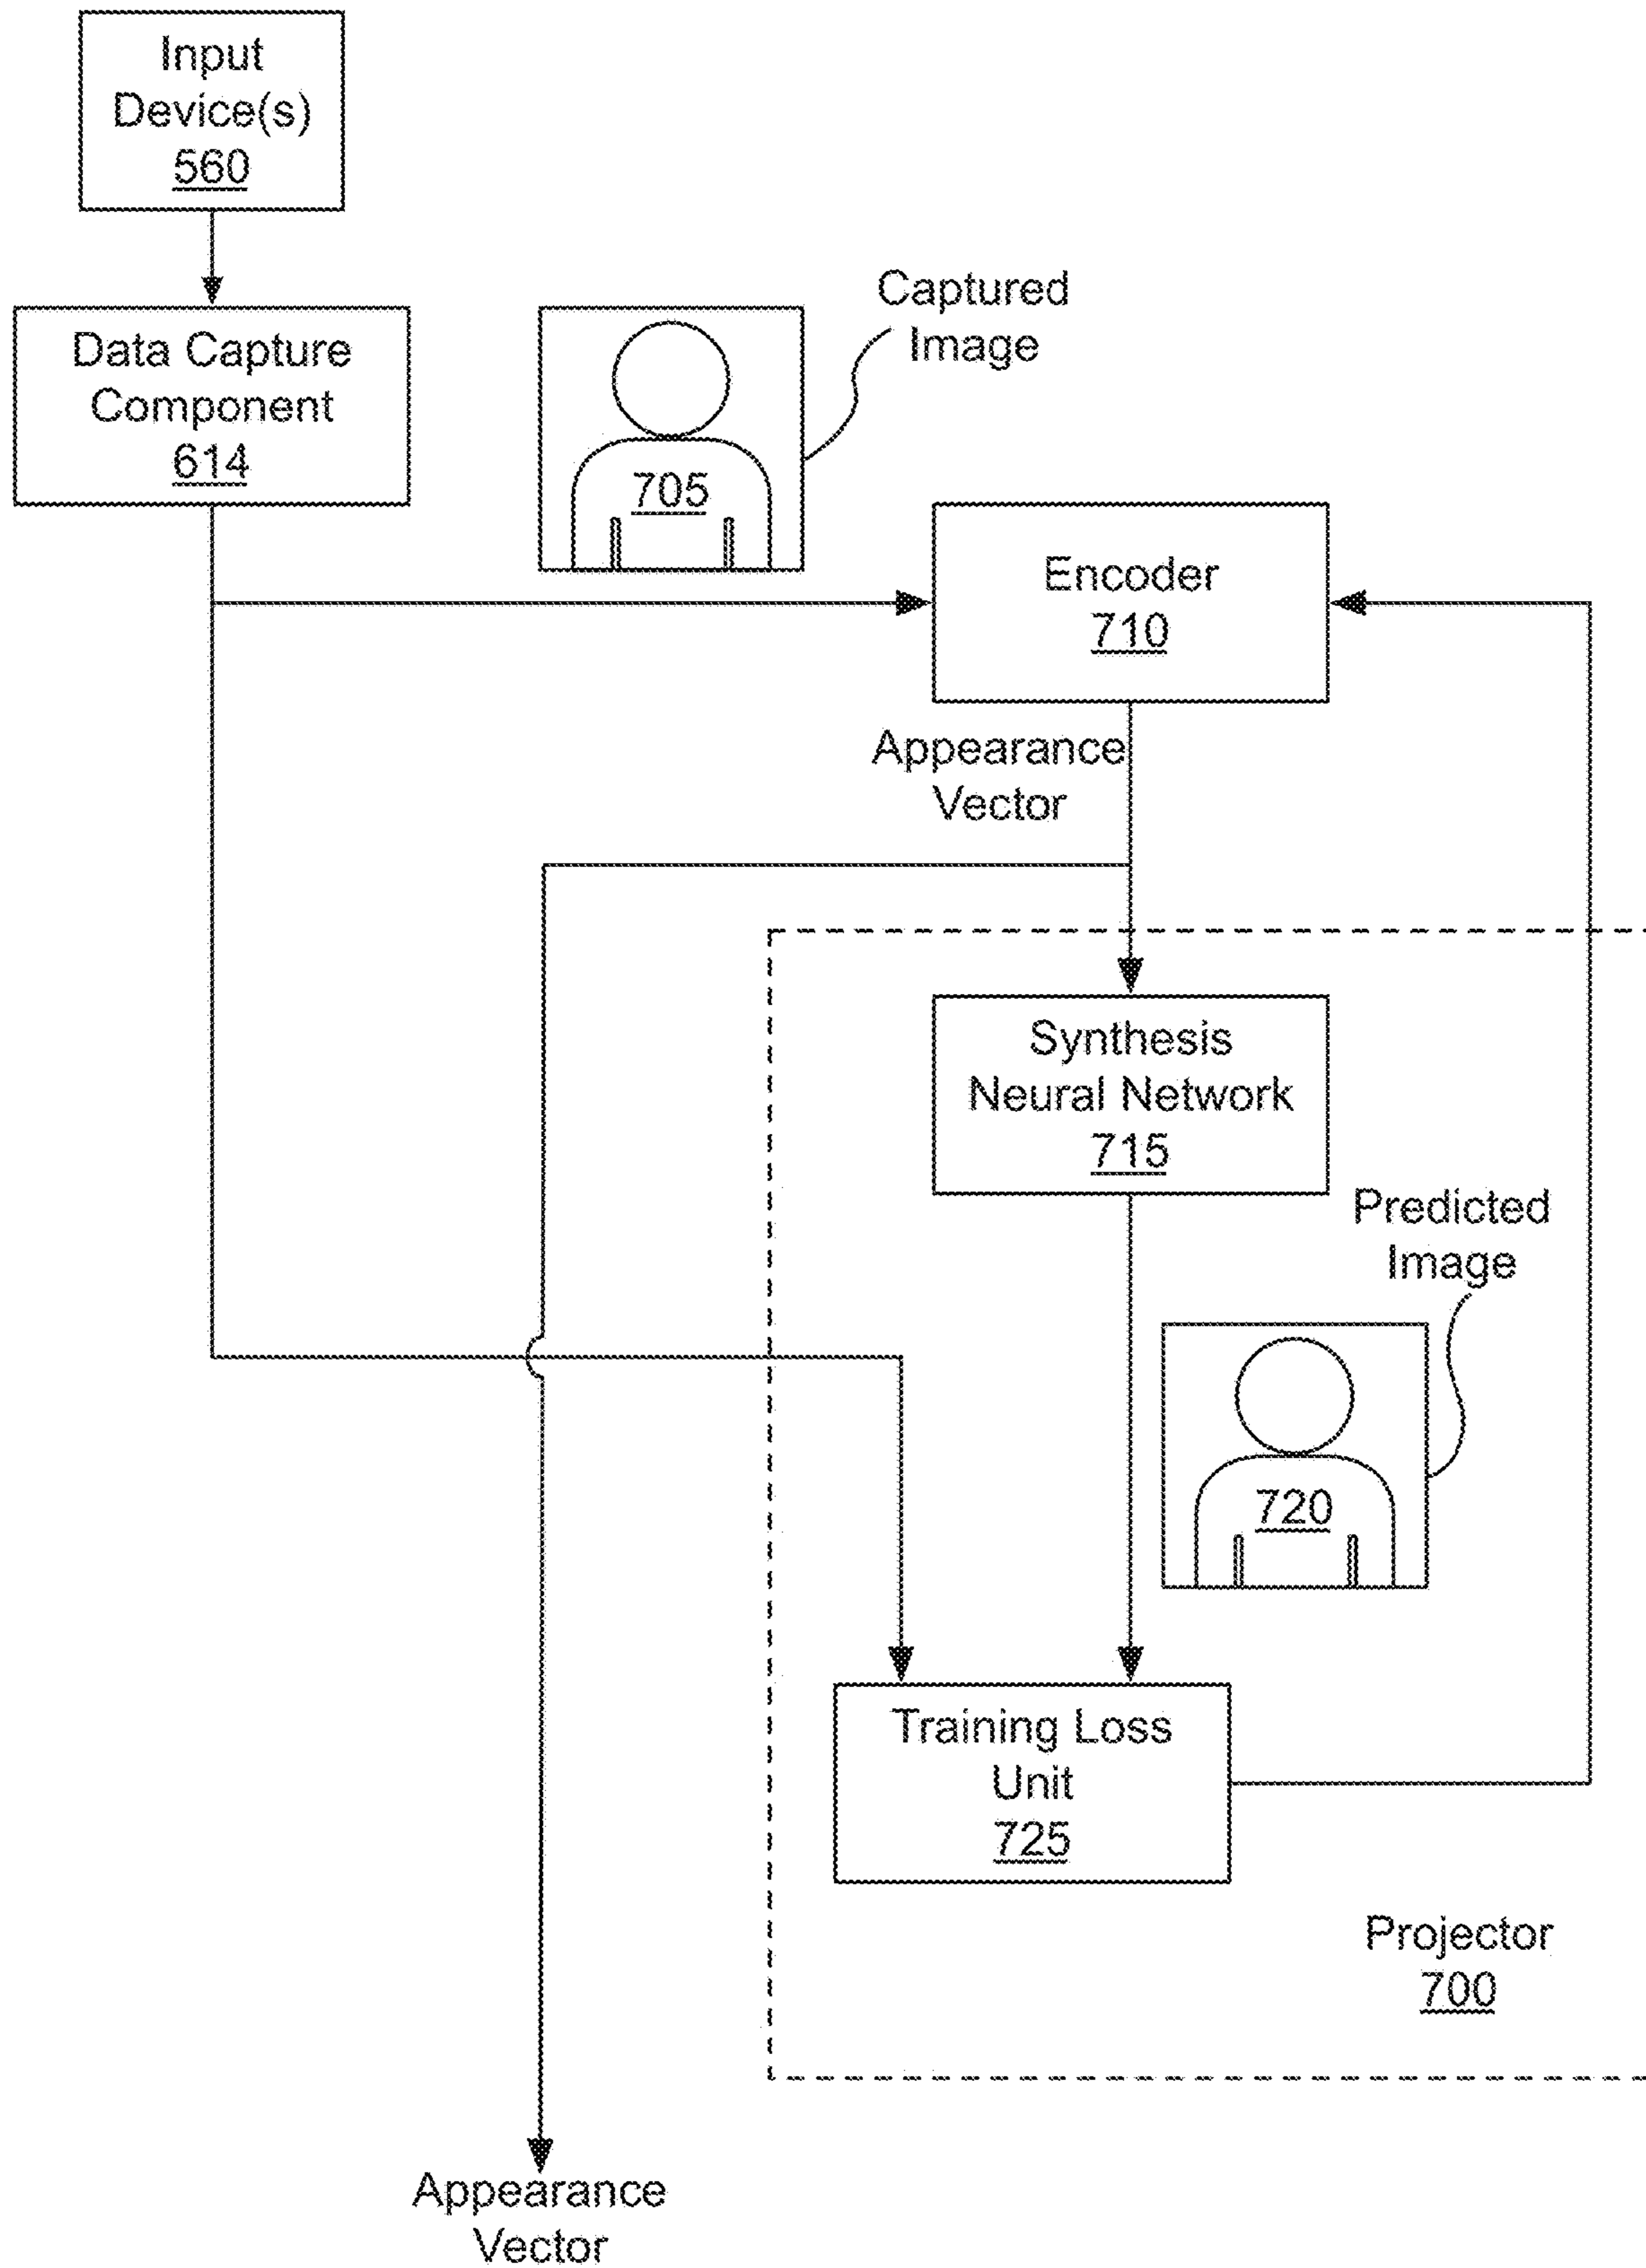 Input
Device(s)
560
Data Capture
Component
614
Captured
Image
705
Encoder
710
Appearance
Vector
Synthesis
Neural Network
715
Predicted
Image
720
Training Loss
Unit
725
Projector
700
Appearance
Vector